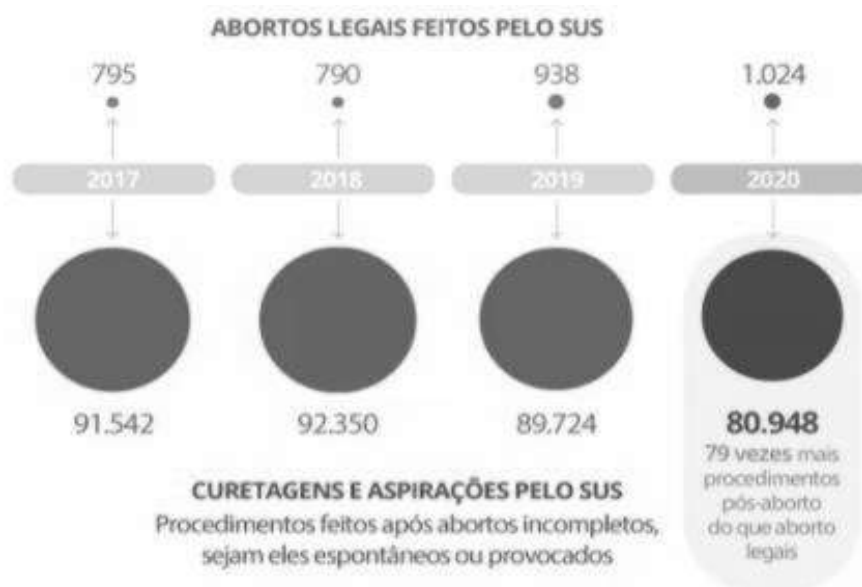 ABORTOS LEGAIS FEITOS PELO SUS
795 790 938 1.024
2017 2018 2019 2020
91.542 92.350 89.724 80.948
79 vezes mais
procedimentos
pós-aborto
do que aborto
legais
CURETAGENS E ASPIRAÇÕES PELO SUS
Procedimentos feitos após abortos incompletos,
sejam eles espontâneos ou provocados